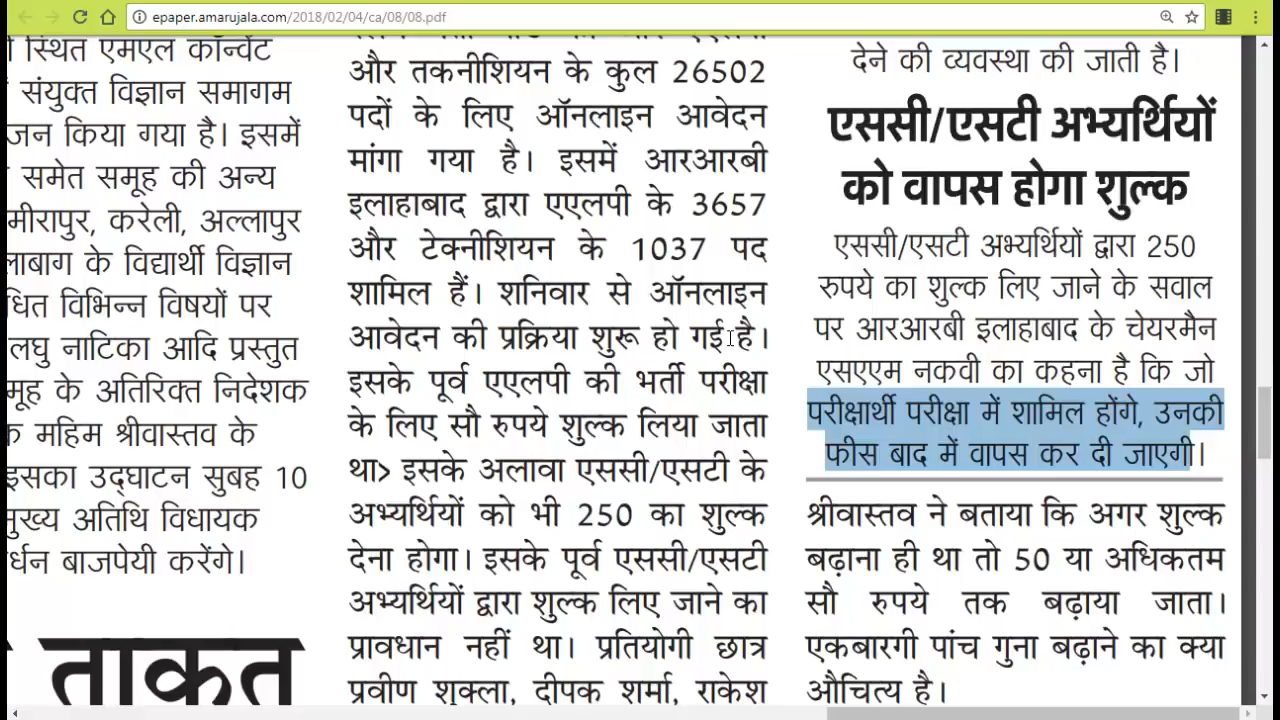 epaper.amarujala.com/2018/02/04/ca/08/08.pdf
स्थित एमएल कॉन्वेंट
संयुक्त विज्ञान समागम
जन किया गया है। इसमें
समेत समूह की अन्य
मीरापुर, करेली, अल्लापुर
लाबाग के विद्यार्थी विज्ञान
धित विभिन्न विषयों पर
लघु नाटिका आदि प्रस्तुत
मूह के अतिरिक्त निदेशक
क महिम श्रीवास्तव के
इसका उद्घाटन सुबह 10
मुख्य अतिथि विधायक
र्धन बाजपेयी करेंगे।
ताकत
और तकनीशियन के कुल 26502
पदों के लिए ऑनलाइन आवेदन
मांगा गया है। इसमें आरआरबी
इलाहाबाद द्वारा एएलपी के 3657
और टेक्नीशियन के 1037 पद
शामिल हैं। शनिवार से ऑनलाइन
आवेदन की प्रक्रिया शुरू हो गई है।
इसके पूर्व एएलपी की भर्ती परीक्षा
के लिए सौ रुपये शुल्क लिया जाता
था> इसके अलावा एससी/एसटी के
अभ्यर्थियों को भी 250 का शुल्क
देना होगा। इसके पूर्व एससी/एसटी
अभ्यर्थियों द्वारा शुल्क लिए जाने का
प्रावधान नहीं था। प्रतियोगी छात्र
प्रवीण शुक्ला, दीपक शर्मा, राकेश
देने की व्यवस्था की जाती है।
एससी/एसटी अभ्यर्थियों
को वापस होगा शुल्क
एससी/एसटी अभ्यर्थियों द्वारा 250
रुपये का शुल्क लिए जाने के सवाल
पर आरआरबी इलाहाबाद के चेयरमैन
एसएएम नकवी का कहना है कि जो
परीक्षार्थी परीक्षा में शामिल होंगे, उनकी
फीस बाद में वापस कर दी जाएगी।
श्रीवास्तव ने बताया कि अगर शुल्क
बढ़ाना ही था तो 50 या अधिकतम
सौ रुपये तक बढ़ाया जाता।
एकबारगी पांच गुना बढ़ाने का क्या
औचित्य है।